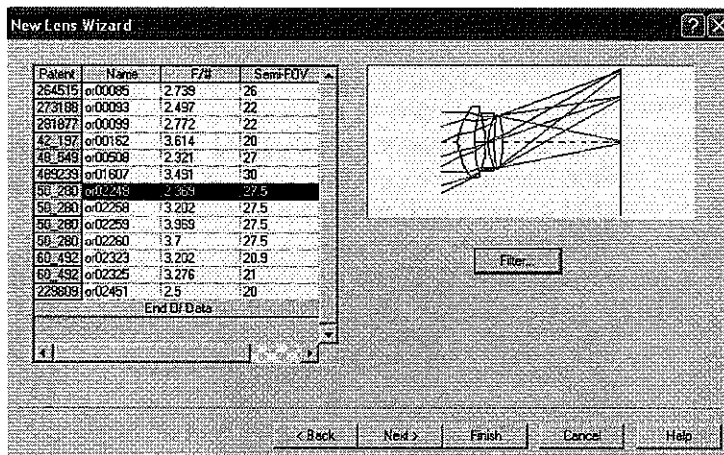 New Lens Wizard
Patent Name F/# Semi-FOV
264515 or00085 2.739 26
273188 or00093 2.497 22
281877 or00099 2.772 22
42_197 or00162 3.614 20
48_549 or00508 2.321 27
489239 or01607 3.491 30
50_280 or02248 2.369 27.5
50_280 or02258 3.202 27.5
50_280 or02259 3.969 27.5
50_280 or02260 3.7 27.5
60_492 or02323 3.202 20.9
60_492 or02325 3.276 21
229809 or02451 2.5 20
End Of Data
Filter...
< Back Next > Finish Cancel Help